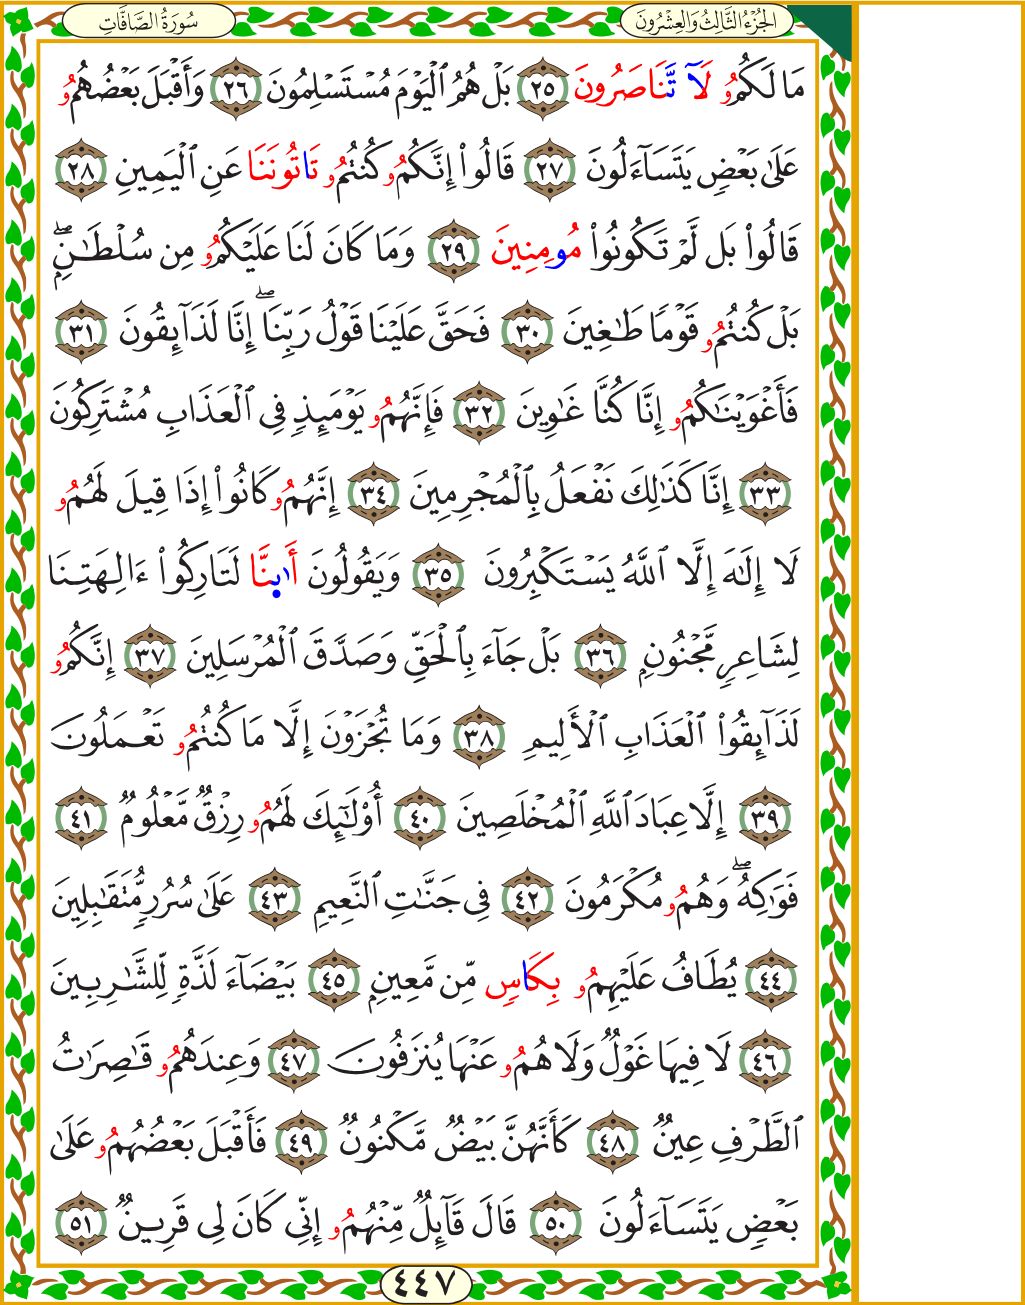 سُورَةُ الصَّافَّاتِ
الجُزْءُ الثَّالِثُ وَالعِشْرُونَ
مَا لَكُمُۥ لَآ تَّنَاصَرُونَ ٢٥ بَلْ هُمُ ٱلْيَوْمَ مُسْتَسْلِمُونَ ٢٦ وَأَقْبَلَ بَعْضُهُمُۥ
عَلَىٰ بَعْضٍ يَتَسَآءَلُونَ ٢٧ قَالُوا۟ إِنَّكُمُۥ كُنتُمُۥ تَاتُونَنَا عَنِ ٱلْيَمِينِ ٢٨
قَالُوا۟ بَل لَّمْ تَكُونُوا۟ مُومِنِينَ ٢٩ وَمَا كَانَ لَنَا عَلَيْكُمُۥ مِن سُلْطَـٰنٍۭۖ
بَلْ كُنتُمُۥ قَوْمًا طَـٰغِينَ ٣٠ فَحَقَّ عَلَيْنَا قَوْلُ رَبِّنَآۖ إِنَّا لَذَآئِقُونَ ٣١
فَأَغْوَيْنَـٰكُمُۥ إِنَّا كُنَّا غَـٰوِينَ ٣٢ فَإِنَّهُمُۥ يَوْمَئِذٍ فِى ٱلْعَذَابِ مُشْتَرِكُونَ
٣٣ إِنَّا كَذَٰلِكَ نَفْعَلُ بِٱلْمُجْرِمِينَ ٣٤ إِنَّهُمُۥ كَانُوٓا۟ إِذَا قِيلَ لَهُمُۥ
لَا إِلَـٰهَ إِلَّا ٱللَّهُ يَسْتَكْبِرُونَ ٣٥ وَيَقُولُونَ أَٰىِٕنَّا لَتَارِكُوا۟ ءَالِهَتِنَا
لِشَاعِرٍ مَّجْنُونٍۭ ٣٦ بَلْ جَآءَ بِٱلْحَقِّ وَصَدَّقَ ٱلْمُرْسَلِينَ ٣٧ إِنَّكُمُۥ
لَذَآئِقُوا۟ ٱلْعَذَابِ ٱلْأَلِيمِ ٣٨ وَمَا تُجْزَوْنَ إِلَّا مَا كُنتُمُۥ تَعْمَلُونَ
٣٩ إِلَّا عِبَادَ ٱللَّهِ ٱلْمُخْلَصِينَ ٤٠ أُو۟لَـٰٓئِكَ لَهُمُۥ رِزْقٌ مَّعْلُومٌ ٤١
فَوَٰكِهُۖ وَهُمُۥ مُكْرَمُونَ ٤٢ فِى جَنَّـٰتِ ٱلنَّعِيمِ ٤٣ عَلَىٰ سُرُرٍ مُّتَقَـٰبِلِينَ
٤٤ يُطَافُ عَلَيْهِمُۥ بِكَاسٍ مِّن مَّعِينٍۭ ٤٥ بَيْضَآءَ لَذَّةٍ لِّلشَّـٰرِبِينَ
٤٦ لَا فِيهَا غَوْلٌ وَلَا هُمُۥ عَنْهَا يُنزَفُونَ ٤٧ وَعِندَهُمُۥ قَـٰصِرَٰتُ
ٱلطَّرْفِ عِينٌ ٤٨ كَأَنَّهُنَّ بَيْضٌ مَّكْنُونٌ ٤٩ فَأَقْبَلَ بَعْضُهُمُۥ عَلَىٰ
بَعْضٍ يَتَسَآءَلُونَ ٥٠ قَالَ قَآئِلٌ مِّنْهُمُۥ إِنِّى كَانَ لِى قَرِينٌ ٥١
٤٤٧